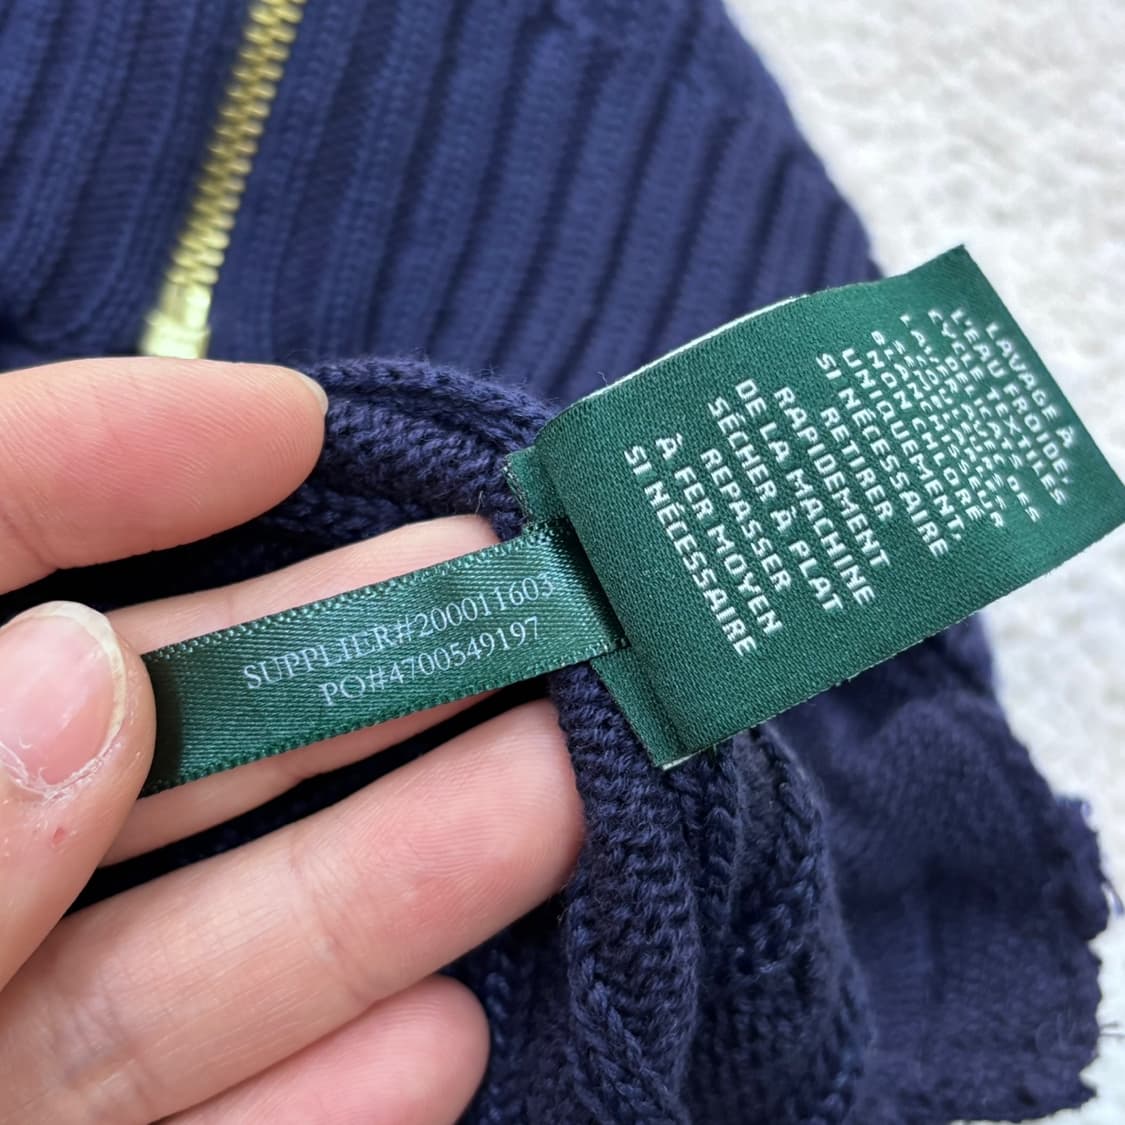 SUPPLIER#200011603
PO#4700549197
LAVAGE À
L'EAU FROIDE,
CYCLE TEXTILES
UNIQUEMENT,
SI NÉCESSAIRE
RETIRER
RAPIDEMENT
DE LA MACHINE
SÉCHER À PLAT
REPASSER
À FER MOYEN
SI NÉCESSAIRE